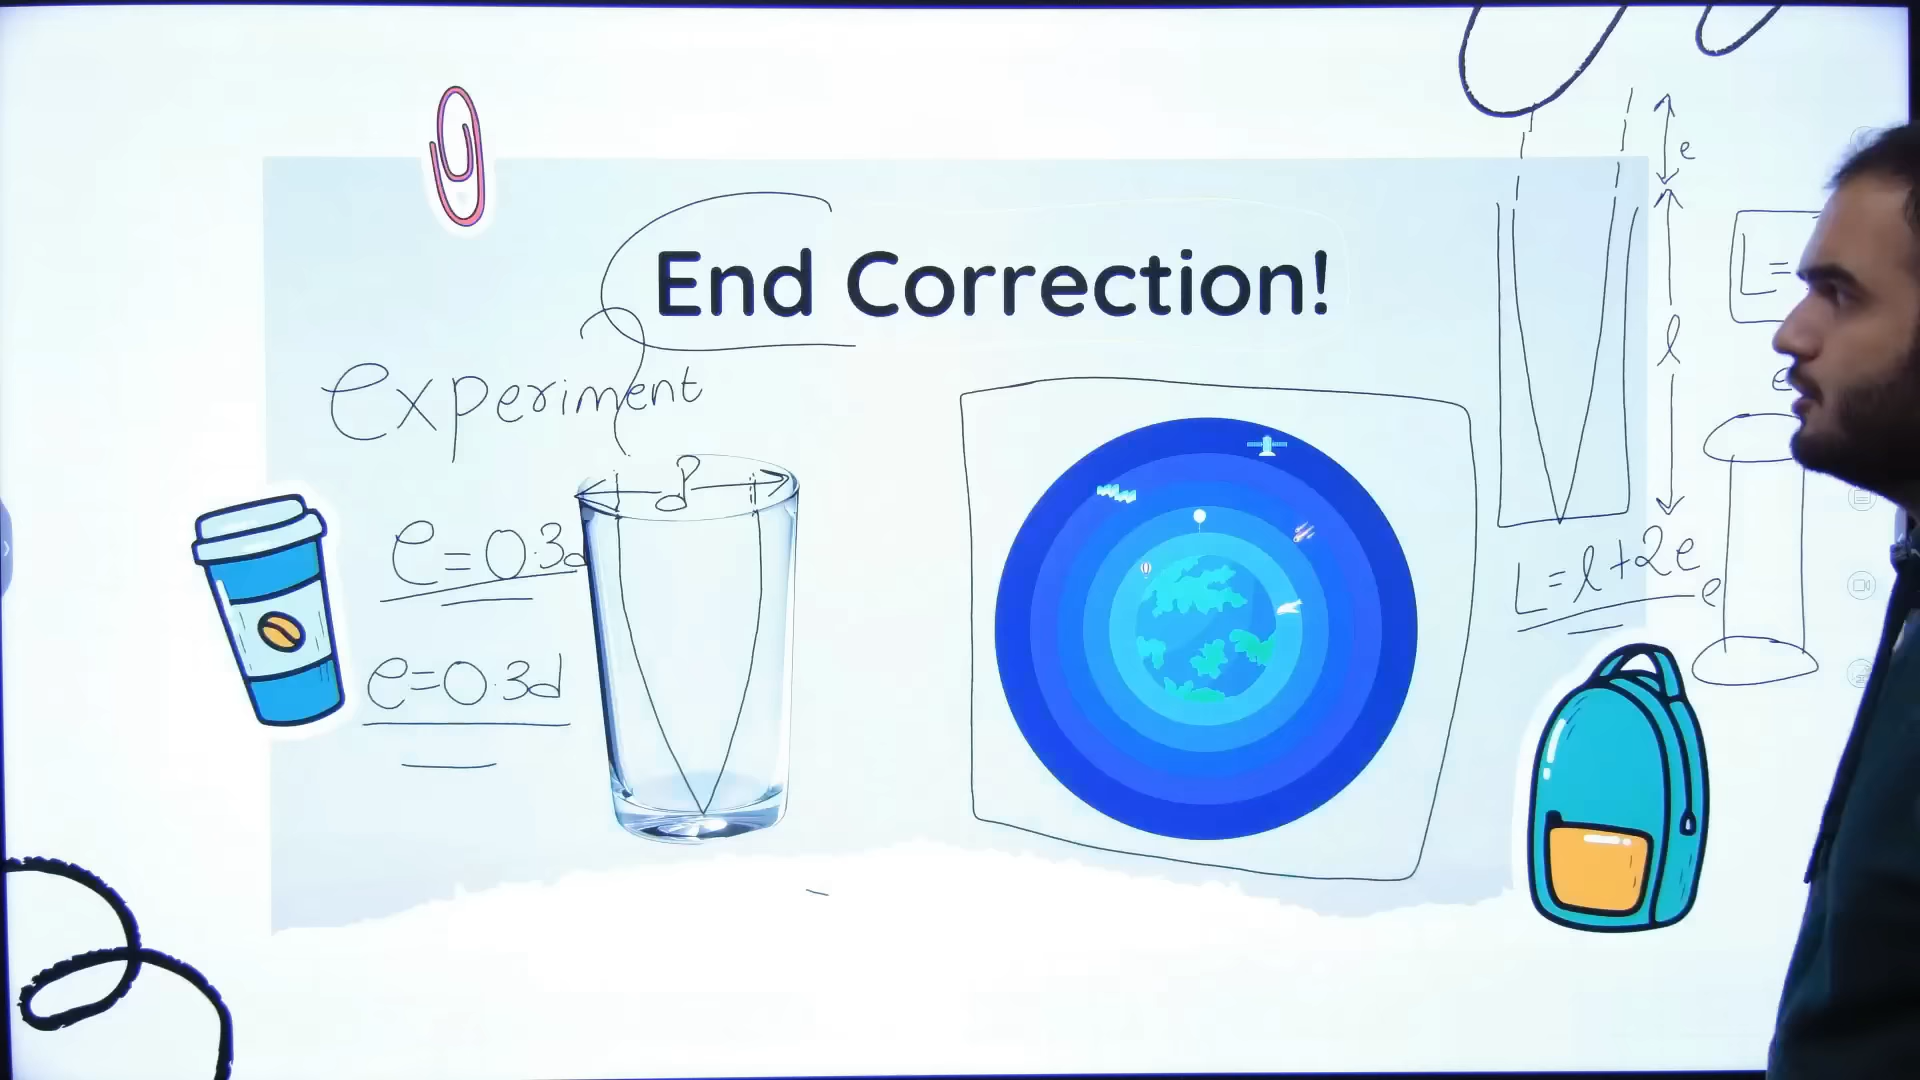 End Correction!
experiment
d
e = 0.3d
e = 0.3d
e
l
L =
e
L = l + 2e
e